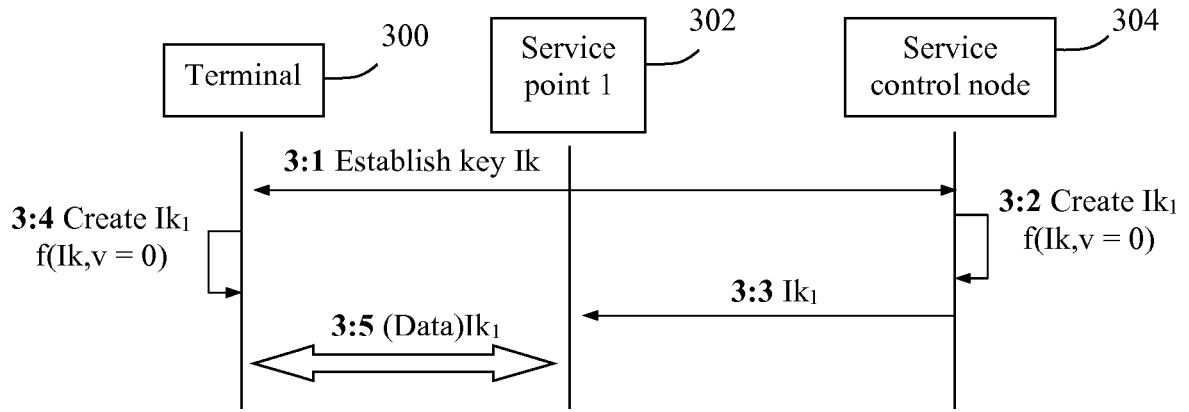 300
302
304
Terminal
Service
point 1
Service
control node
3:1 Establish key Ik
3:4 Create Ik₁
f(Ik,v = 0)
3:2 Create Ik₁
f(Ik,v = 0)
3:3 Ik₁
3:5 (Data)Ik₁